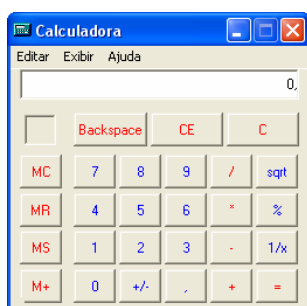 Calculadora
Editar Exibir Ajuda
0,
Backspace CE C
MC 7 8 9 / sqrt
MR 4 5 6 * %
MS 1 2 3 - 1/x
M+ 0 +/- , + =